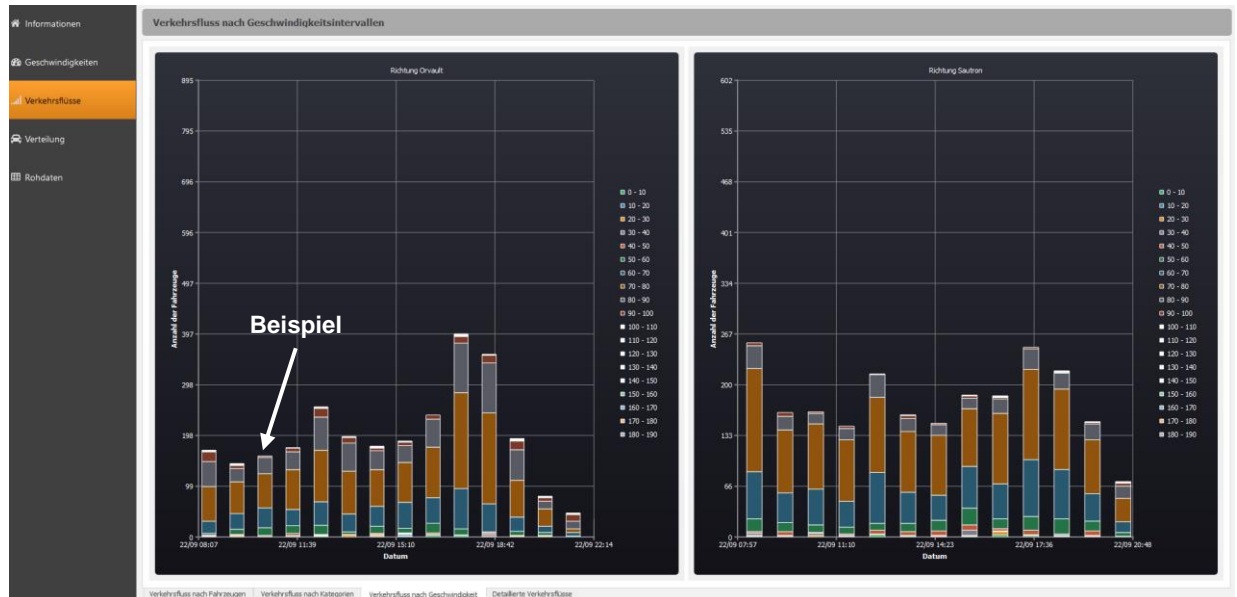 Informationen
Geschwindigkeiten
Verkehrsflüsse
Verteilung
Rohdaten
Verkehrsfluss nach Geschwindigkeitsintervallen
Richtung Orvault
895
795
696
596
497
397
298
198
99
0
Anzahl der Fahrzeuge
Beispiel
22/09 08:07 22/09 11:39 22/09 15:10 22/09 18:42 22/09 22:14
Datum
0 - 10
10 - 20
20 - 30
30 - 40
40 - 50
50 - 60
60 - 70
70 - 80
80 - 90
90 - 100
100 - 110
110 - 120
120 - 130
130 - 140
140 - 150
150 - 160
160 - 170
170 - 180
180 - 190
Richtung Sautron
602
535
468
401
334
267
200
133
66
0
Anzahl der Fahrzeuge
22/09 07:57 22/09 11:10 22/09 14:23 22/09 17:36 22/09 20:48
Datum
0 - 10
10 - 20
20 - 30
30 - 40
40 - 50
50 - 60
60 - 70
70 - 80
80 - 90
90 - 100
100 - 110
110 - 120
120 - 130
130 - 140
140 - 150
150 - 160
160 - 170
170 - 180
180 - 190
Verkehrsfluss nach Fahrzeugen Verkehrsfluss nach Kategorien Verkehrsfluss nach Geschwindigkeit Detaillierte Verkehrsflüsse